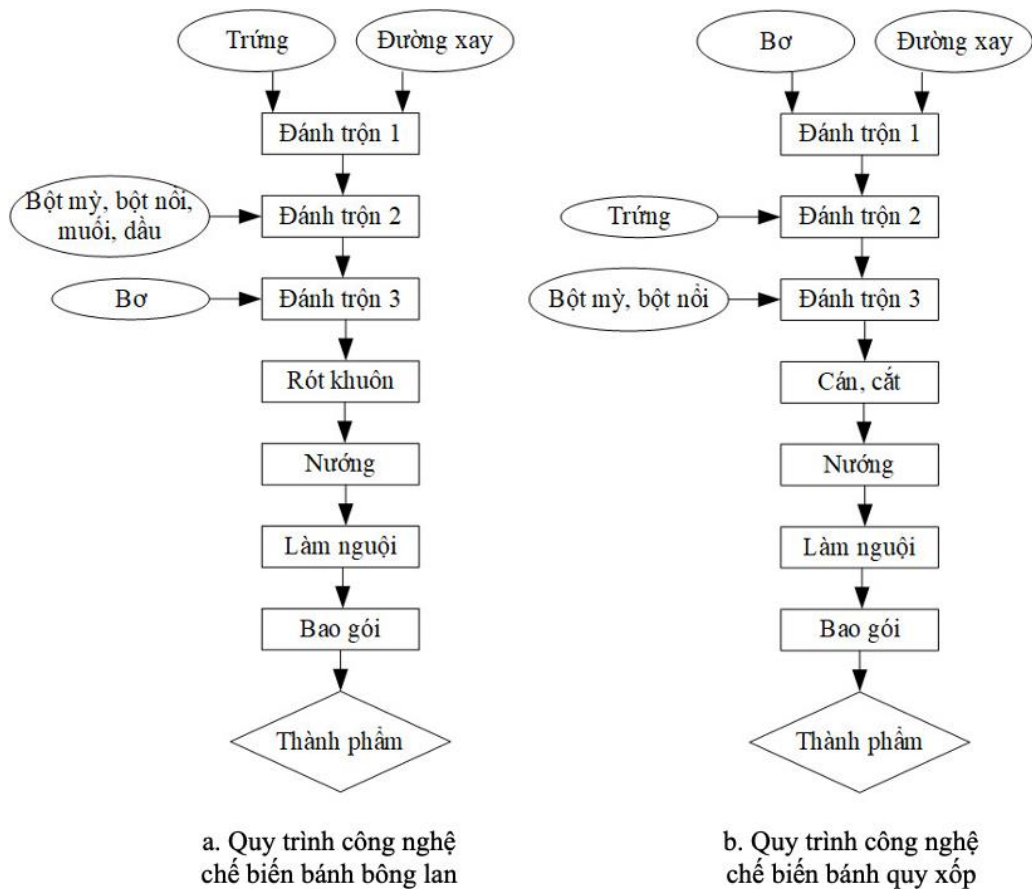 Trứng
Đường xay
Đánh trộn 1
Bột mỳ, bột nồi,
muối, dầu
Đánh trộn 2
Bơ
Đánh trộn 3
Rót khuôn
Nướng
Làm nguội
Bao gói
Thành phẩm
a. Quy trình công nghệ
chế biến bánh bông lan
Bơ
Đường xay
Đánh trộn 1
Trứng
Đánh trộn 2
Bột mỳ, bột nồi
Đánh trộn 3
Cán, cắt
Nướng
Làm nguội
Bao gói
Thành phẩm
b. Quy trình công nghệ
chế biến bánh quy xốp